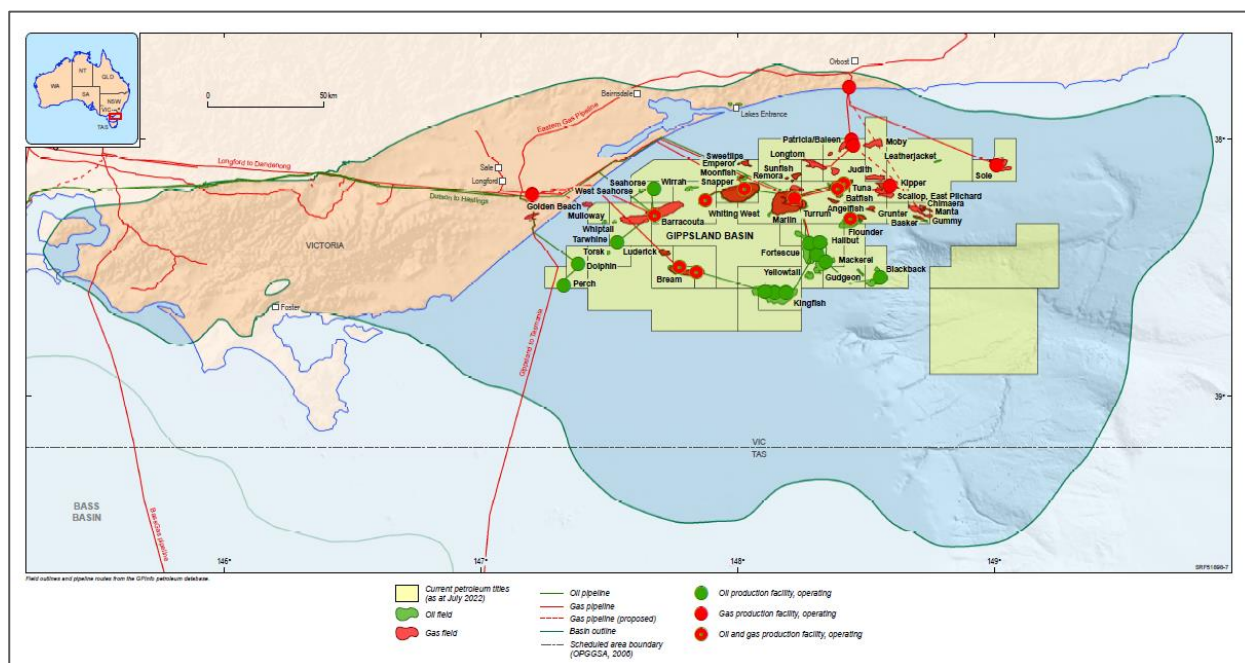 NT
QLD
WA
SA
NSW
VIC
TAS
0
50 km
Orbost
Bairnsdale
Eastern Gas Pipeline
Lakes Entrance
38°
Longford to Dandenong
Sale
Longford
Golden Beach
VICTORIA
Foster
Patricia/Baleen
Moby
Sweetlips
Longtom
Leatherjacket
Emperor
Sunfish
Moonfish
Remora
Judith
Sole
Seahorse
Wirrah
Snapper
Kipper
Tuna
West Seahorse
Scallop, East Pilchard
Batfish
Chimaera
Mulloway
Whiting West
Turrum
Angelfish
Grunter
Manta
Barracouta
Marlin
Basker
Gummy
Whiptail
GIPPSLAND BASIN
Flounder
Tarwhine
Halibut
Torsk
Luderick
Fortescue
Dolphin
Mackerel
Blackback
Bream
Yellowtail
Gudgeon
Perch
Kingfish
Gippsland to Tasmania
39°
VIC
TAS
BASS
BASIN
BassGas pipeline
146°
147°
148°
149°
Field outlines and pipeline routes from the GPinfo petroleum database.
Current petroleum titles
(as at July 2022)
Oil field
Gas field
Oil pipeline
Gas pipeline
Gas pipeline (proposed)
Basin outline
Scheduled area boundary
(OPGGSA, 2006)
Oil production facility, operating
Gas production facility, operating
Oil and gas production facility, operating